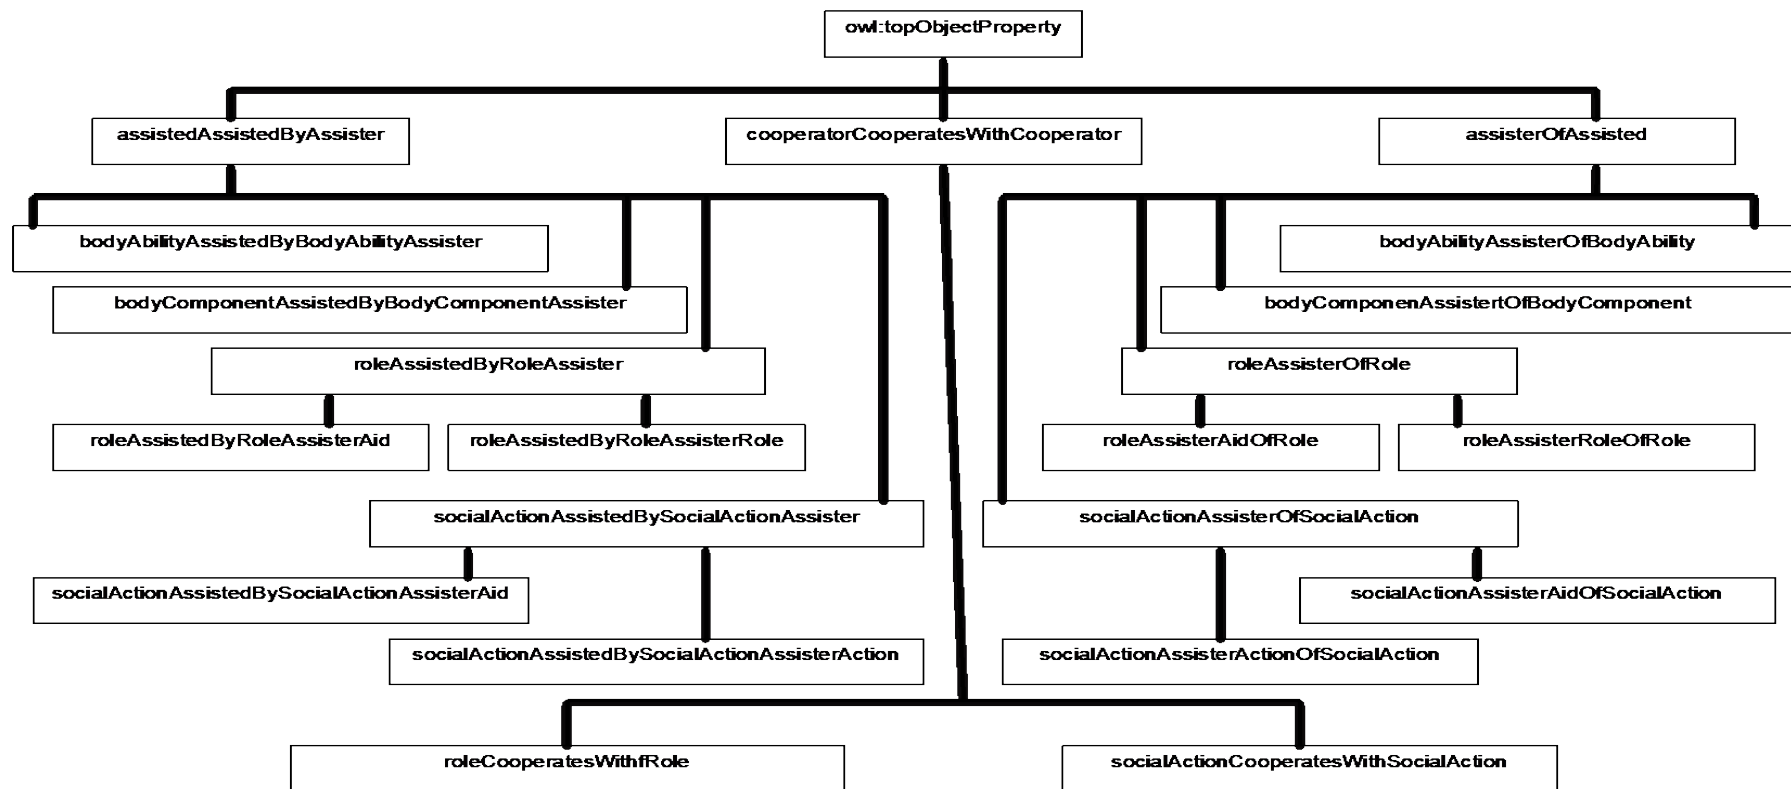 owl:topObjectProperty
assistedAssistedByAssister
cooperatorCooperatesWithCooperator
assisterOfAssisted
bodyAbilityAssistedByBodyAbilityAssister
bodyAbilityAssisterOfBodyAbility
bodyComponentAssistedByBodyComponentAssister
bodyComponenAssistertOfBodyComponent
roleAssistedByRoleAssister
roleAssisterOfRole
roleAssistedByRoleAssisterAid
roleAssistedByRoleAssisterRole
roleAssisterAidOfRole
roleAssisterRoleOfRole
socialActionAssistedBySocialActionAssister
socialActionAssisterOfSocialAction
socialActionAssistedBySocialActionAssisterAid
socialActionAssisterAidOfSocialAction
socialActionAssistedBySocialActionAssisterAction
socialActionAssisterActionOfSocialAction
roleCooperatesWithfRole
socialActionCooperatesWithSocialAction